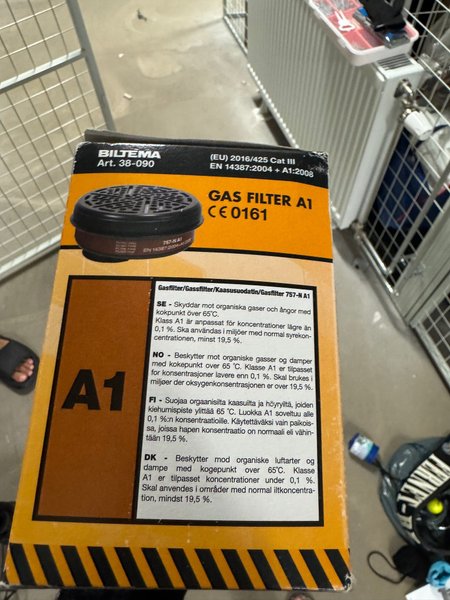 BILTEMA
Art. 38-090
(EU) 2016/425 Cat III
EN 14387:2004 + A1:2008
GAS FILTER A1
CE 0161
757-N A1
EN 14387:2004+A1:2008
Gasfilter/Gassfilter/Kaasusuodatin/Gasfilter 757-N A1
SE - Skyddar mot organiska gaser och ångor med
kokpunkt över 65°C.
Klass A1 är anpassat för koncentrationer lägre än
0,1 %. Ska användas i miljöer med normal syrekon-
centrationen, minst 19,5 %.
NO - Beskytter mot organiske gasser og damper
med kokepunkt over 65 °C. Klasse A1 er tilpasset
for konsentrasjoner lavere enn 0,1 %. Skal brukes i
miljøer der oksygenkonsentrasjonen er over 19,5 %.
FI - Suojaa orgaanisilta kaasuilta ja höyryiltä, joiden
kiehumispiste ylittää 65 °C. Luokka A1 soveltuu alle
0,1 %:n konsentraatioille. Käytettäväksi vain paikois-
sa, joissa hapen konsentraatio on normaali eli vähin-
tään 19,5 %.
DK - Beskytter mod organiske luftarter og
dampe med kogepunkt over 65°C. Klasse
A1 er tilpasset koncentrationer under 0,1 %.
Skal anvendes i områder med normal iltkoncentra-
tion, mindst 19,5 %.
A1